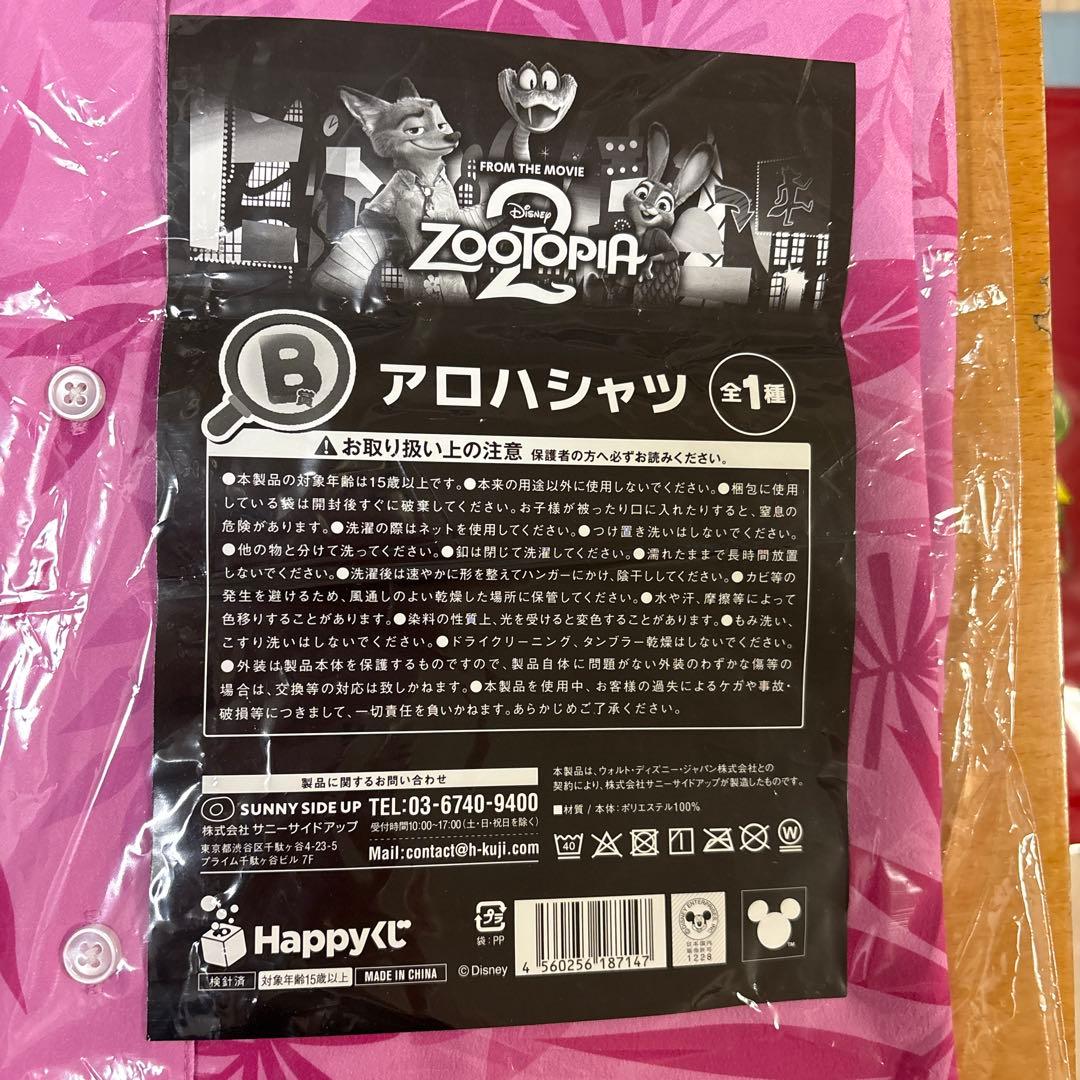 FROM THE MOVIE
Disney
ZOOTOPIA
2
B賞
アロハシャツ
全1種
⚠お取り扱い上の注意 保護者の方へ必ずお読みください。
●本製品の対象年齢は15歳以上です。●本来の用途以外に使用しないでください。●梱包に使用
している袋は開封後すぐに破棄してください。お子様が被ったり口に入れたりすると、窒息の
危険があります。●洗濯の際はネットを使用してください。●つけ置き洗いはしないでください。
●他の物と分けて洗ってください。●釦は閉じて洗濯してください。●濡れたままで長時間放置
しないでください。●洗濯後は速やかに形を整えてハンガーにかけ、陰干ししてください。●カビ等の
発生を避けるため、風通しのよい乾燥した場所に保管してください。●水や汗、摩擦等によって
色移りすることがあります。●染料の性質上、光を受けると変色することがあります。●もみ洗い、
こすり洗いはしないでください。●ドライクリーニング、タンブラー乾燥はしないでください。
●外装は製品本体を保護するものですので、製品自体に問題がない外装のわずかな傷等の
場合は、交換等の対応は致しかねます。●本製品を使用中、お客様の過失によるケガや事故・
破損等につきまして、一切責任を負いかねます。あらかじめご了承ください。
製品に関するお問い合わせ
SUNNY SIDE UP
株式会社 サニーサイドアップ
東京都渋谷区千駄ヶ谷4-23-5
プライム千駄ヶ谷ビル 7F
TEL:03-6740-9400
受付時間10:00~17:00(土・日・祝日を除く)
Mail:contact@h-kuji.com
本製品は、ウォルト・ディズニー・ジャパン株式会社との
契約により、株式会社サニーサイドアップが製造したものです。
■材質 / 本体:ポリエステル100%
40
W
Happyくじ
検針済
対象年齢15歳以上
MADE IN CHINA
プラ
袋:PP
©Disney
4 560256 187147
©DISNEY ENTERPRISES, INC.
日本国内
販売許可
1228
TM